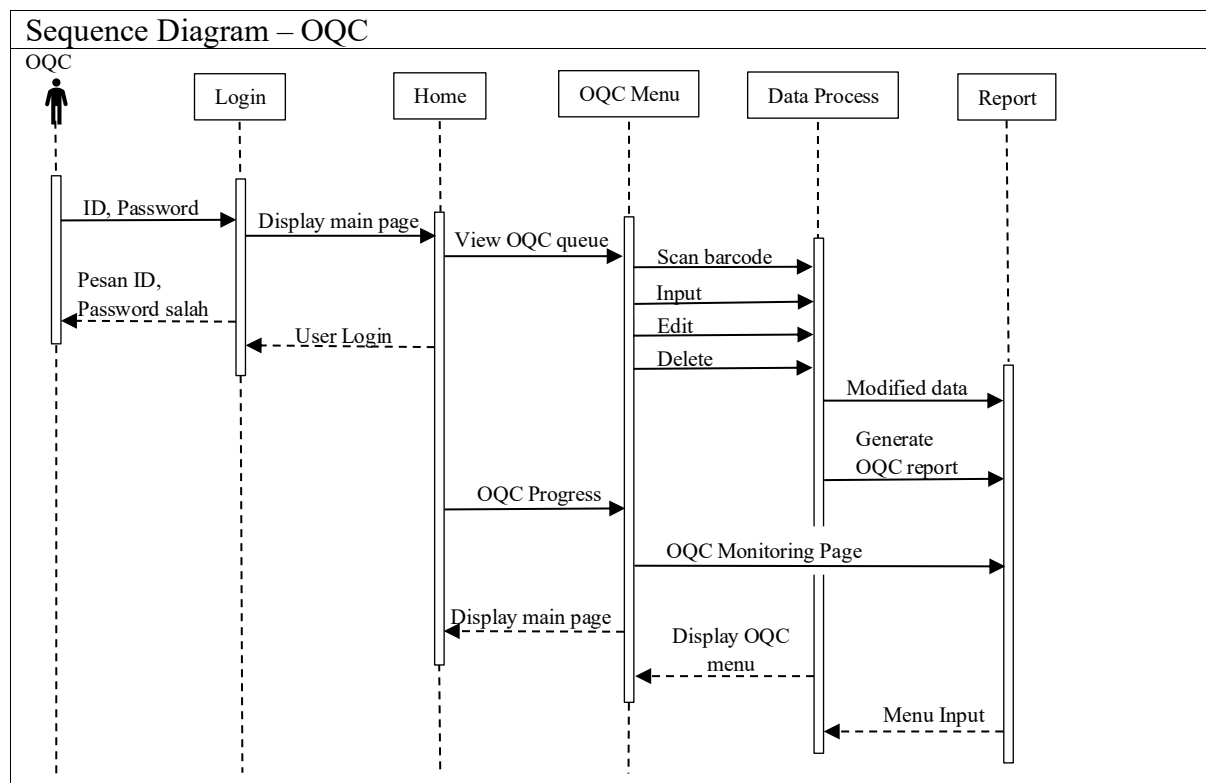 Sequence Diagram – OQC
OQC
Login
Home
OQC Menu
Data Process
Report
ID, Password
Display main page
View OQC queue
Scan barcode
Pesan ID,
Password salah
Input
Edit
User Login
Delete
Modified data
Generate
OQC report
OQC Progress
OQC Monitoring Page
Display main page
Display OQC
menu
Menu Input